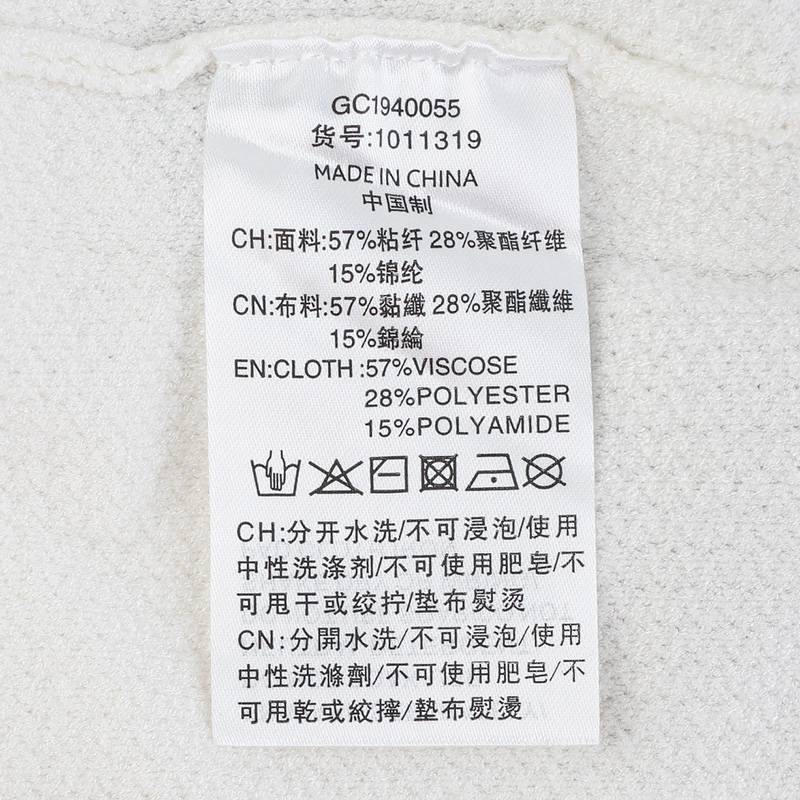 GC1940055
货号:1011319
MADE IN CHINA
中国制
CH:面料:57%粘纤 28%聚酯纤维
15%锦纶
CN:布料:57%黏纖 28%聚酯纖維
15%錦綸
EN:CLOTH :57%VISCOSE
28%POLYESTER
15%POLYAMIDE
CH:分开水洗/不可浸泡/使用
中性洗涤剂/不可使用肥皂/不
可甩干或绞拧/垫布熨烫
CN:分開水洗/不可浸泡/使用
中性洗滌劑/不可使用肥皂/不
可甩乾或絞擰/墊布熨燙